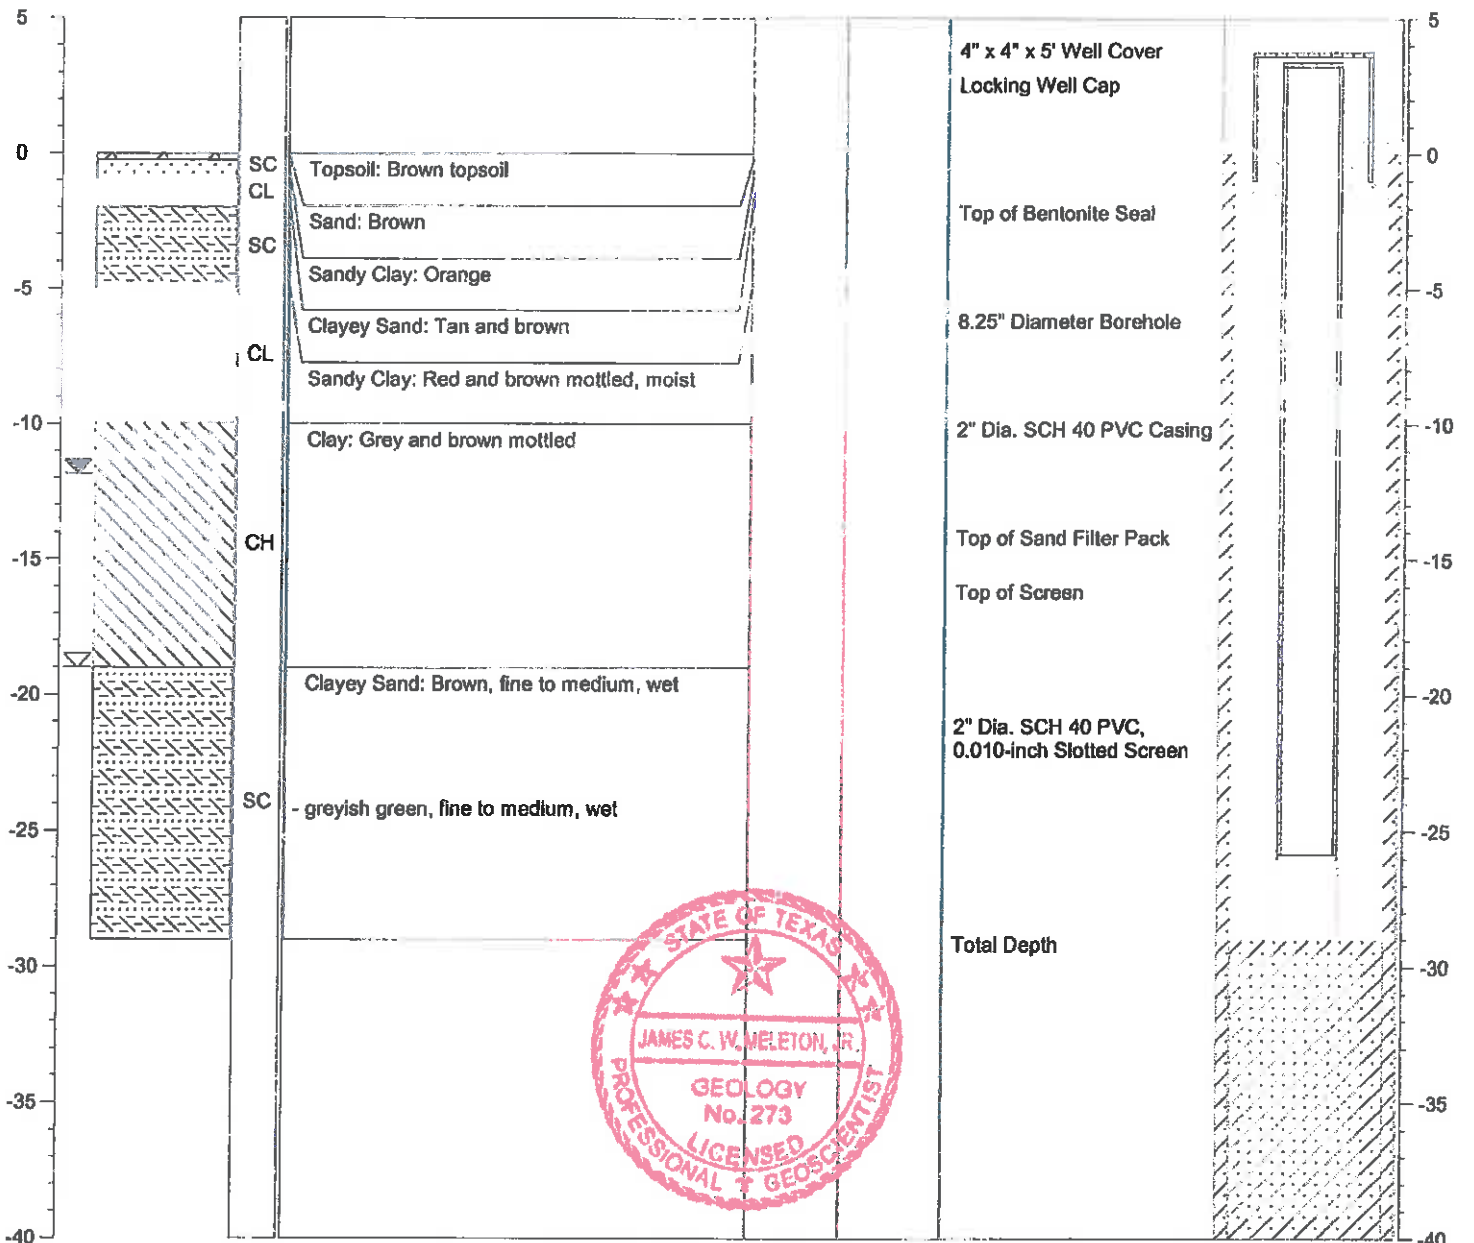 5
0
-5
-10
-15
-20
-25
-30
-35
-40
SC
CL
SC
CL
CH
SC
Topsoil: Brown topsoil
Sand: Brown
Sandy Clay: Orange
Clayey Sand: Tan and brown
Sandy Clay: Red and brown mottled, moist
Clay: Grey and brown mottled
Clayey Sand: Brown, fine to medium, wet
- greyish green, fine to medium, wet
4" x 4" x 5' Well Cover
Locking Well Cap
Top of Bentonite Seal
8.25" Diameter Borehole
2" Dia. SCH 40 PVC Casing
Top of Sand Filter Pack
Top of Screen
2" Dia. SCH 40 PVC,
0.010-inch Slotted Screen
Total Depth
5
0
-5
-10
-15
-20
-25
-30
-35
-40
STATE OF TEXAS
JAMES C. W. MELETON, JR.
GEOLOGY
No. 273
LICENSED
PROFESSIONAL GEOSCIENTIST